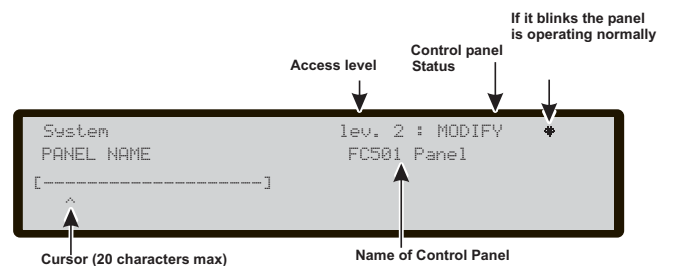 If it blinks the panel
is operating normally
Control panel
Status
Access level
System lev. 2 : MODIFY
PANEL NAME FC501 Panel
[--------------------]
^
Cursor (20 characters max)
Name of Control Panel